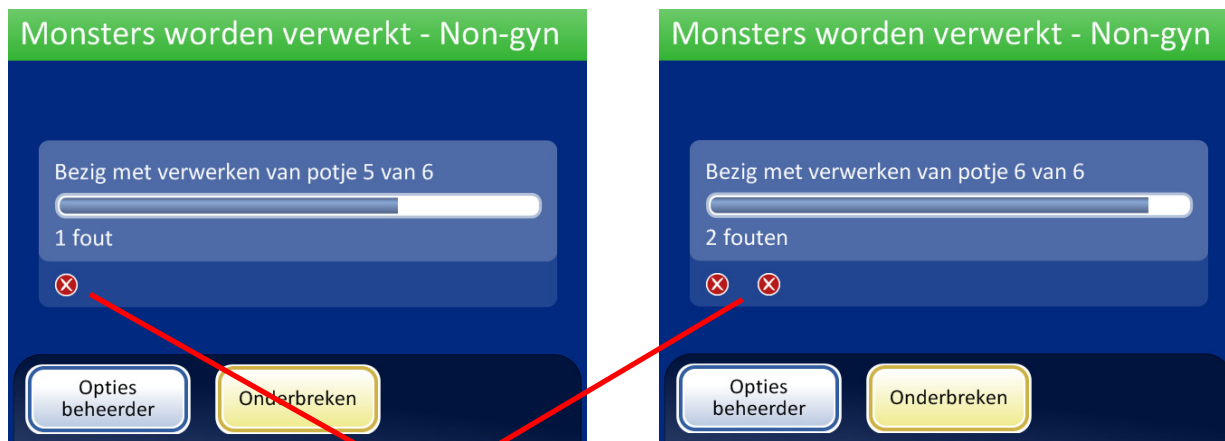 Monsters worden verwerkt - Non-gyn
Bezig met verwerken van potje 5 van 6
1 fout
Opties
beheerder
Onderbreken
Monsters worden verwerkt - Non-gyn
Bezig met verwerken van potje 6 van 6
2 fouten
Opties
beheerder
Onderbreken